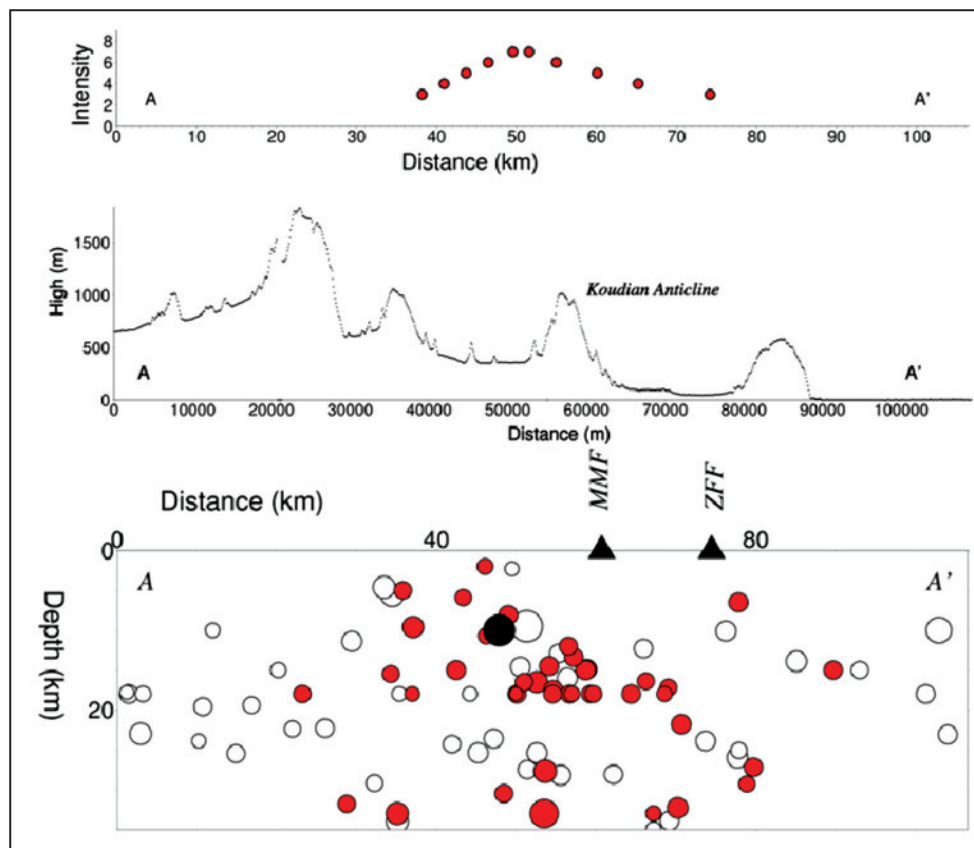 8
6
4
2
0
Intensity
A
A'
0 10 20 30 40 50 60 70 80 90 100
Distance (km)
1500
1000
500
0
High (m)
Koudian Anticline
A
A'
0 10000 20000 30000 40000 50000 60000 70000 80000 90000 100000
Distance (m)
MMF
ZFF
Distance (km)
0 40 80
0
20
Depth (km)
A
A'